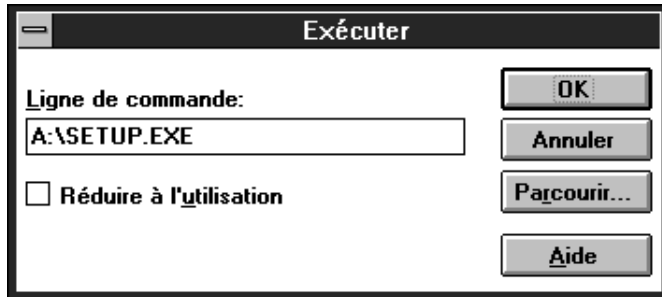 Exécuter
Ligne de commande:
A:\SETUP.EXE
Réduire à l'utilisation
OK
Annuler
Parcourir...
Aide